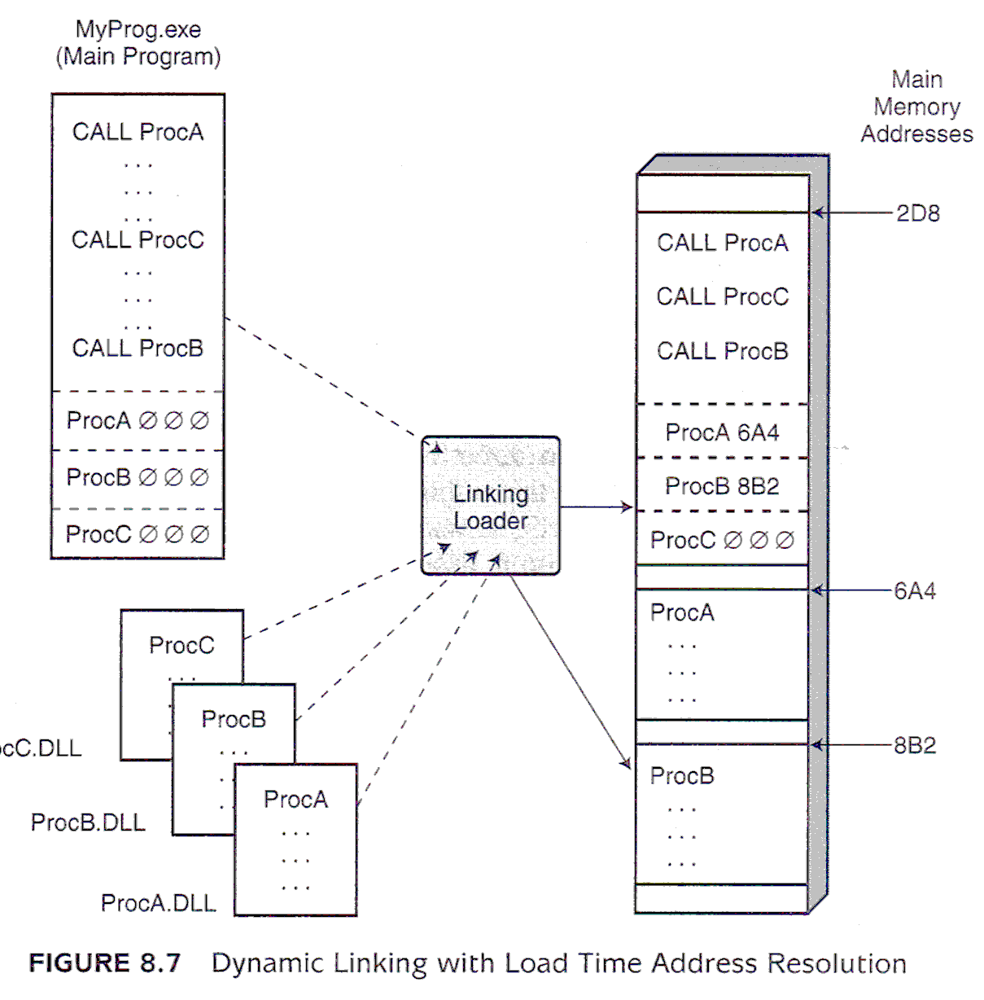 MyProg.exe
(Main Program)
CALL ProcA
. . .
. . .
. . .
CALL ProcC
. . .
. . .
. . .
CALL ProcB
ProcA ∅ ∅ ∅
ProcB ∅ ∅ ∅
ProcC ∅ ∅ ∅
ProcC
. . .
ocC.DLL
ProcB
. . .
ProcB.DLL
ProcA
. . .
. . .
. . .
ProcA.DLL
Linking
Loader
Main
Memory
Addresses
2D8
CALL ProcA
CALL ProcC
CALL ProcB
ProcA 6A4
ProcB 8B2
ProcC ∅ ∅ ∅
6A4
ProcA
. . .
. . .
. . .
8B2
ProcB
. . .
. . .
. . .
FIGURE 8.7 Dynamic Linking with Load Time Address Resolution